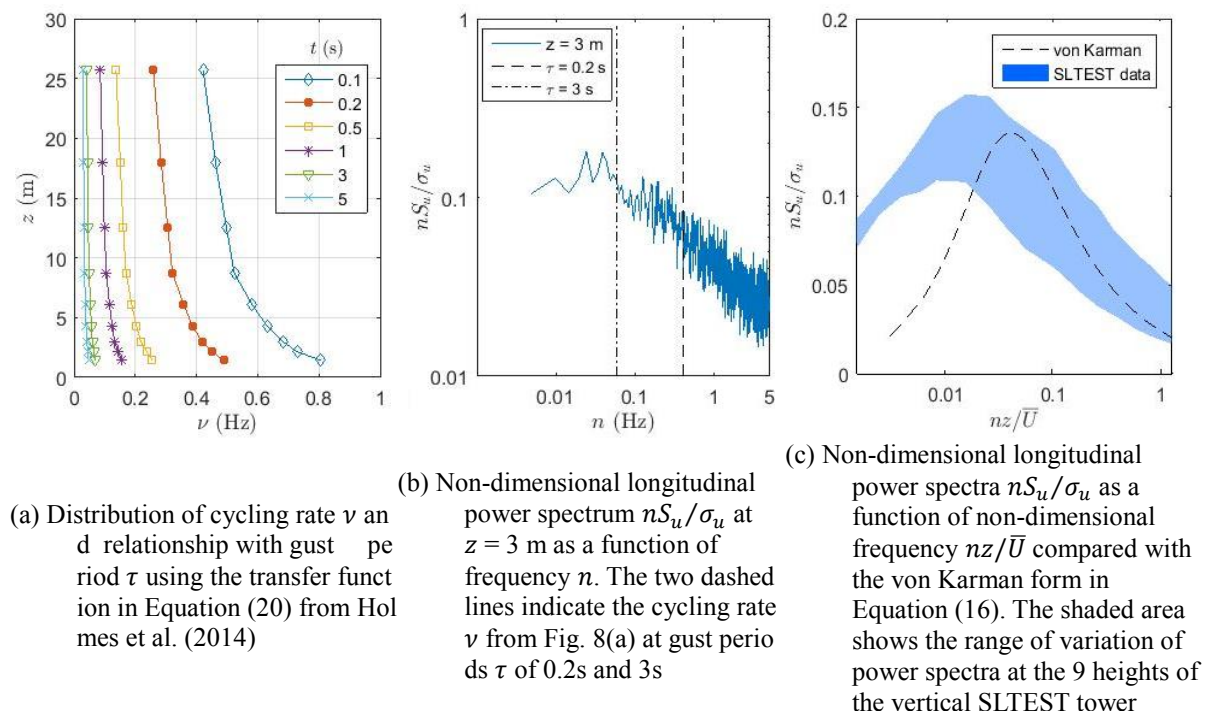 t (s)
0.1
0.2
0.5
1
3
5
25
20
15
10
5
0
z (m)
0
0.2
0.4
0.6
0.8
1
ν (Hz)
z = 3 m
τ = 0.2 s
τ = 3 s
1
0.1
0.01
nS_u/σ_u
0.01
0.1
1
5
n (Hz)
von Karman
SLTEST data
0.2
0.15
0.1
0.05
0
nS_u/σ_u
0.01
0.1
1
nz/U̅
(a) Distribution of cycling rate ν an
d relationship with gust pe
riod τ using the transfer funct
ion in Equation (20) from Hol
mes et al. (2014)
(b) Non-dimensional longitudinal
power spectrum nS_u/σ_u at
z = 3 m as a function of
frequency n. The two dashed
lines indicate the cycling rate
ν from Fig. 8(a) at gust perio
ds τ of 0.2s and 3s
(c) Non-dimensional longitudinal
power spectra nS_u/σ_u as a
function of non-dimensional
frequency nz/U̅ compared with
the von Karman form in
Equation (16). The shaded area
shows the range of variation of
power spectra at the 9 heights of
the vertical SLTEST tower